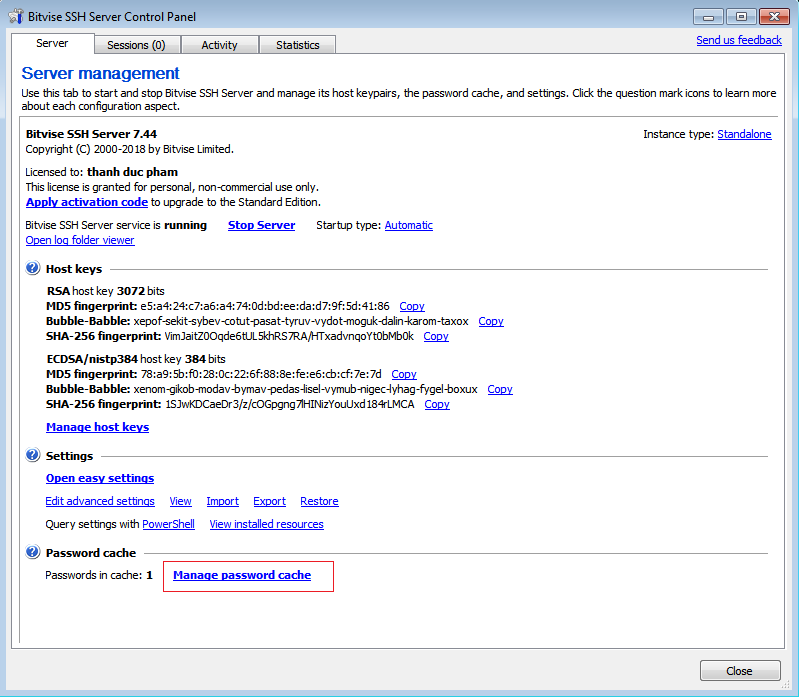 Bitvise SSH Server Control Panel
Server
Sessions (0)
Activity
Statistics
Send us feedback
Server management
Use this tab to start and stop Bitvise SSH Server and manage its host keypairs, the password cache, and settings. Click the question mark icons to learn more
about each configuration aspect.
Bitvise SSH Server 7.44
Instance type: Standalone
Copyright (C) 2000-2018 by Bitvise Limited.
Licensed to: thanh duc pham
This license is granted for personal, non-commercial use only.
Apply activation code to upgrade to the Standard Edition.
Bitvise SSH Server service is running Stop Server Startup type: Automatic
Open log folder viewer
Host keys
RSA host key 3072 bits
MD5 fingerprint: e5:a4:24:c7:a6:a4:74:0d:bd:ee:da:d7:9f:5d:41:86 Copy
Bubble-Babble: xepof-sekit-sybev-cotut-pasat-tyruv-vydot-moguk-dalin-karom-taxox Copy
SHA-256 fingerprint: VimJaitZ0Oqde6tUL5khRS7RA/HTxadvnqoYt0bMb0k Copy
ECDSA/nistp384 host key 384 bits
MD5 fingerprint: 78:a9:5b:f0:28:0c:22:6f:88:8e:fe:e6:cb:cf:7e:7d Copy
Bubble-Babble: xenom-gikob-modav-bymav-pedas-lisel-vymub-nigec-lyhag-fygel-boxux Copy
SHA-256 fingerprint: 1SJwKDCaeDr3/z/cOGpgng7lHINizYouUxd184rLMCA Copy
Manage host keys
Settings
Open easy settings
Edit advanced settings View Import Export Restore
Query settings with PowerShell View installed resources
Password cache
Passwords in cache: 1 Manage password cache
Close